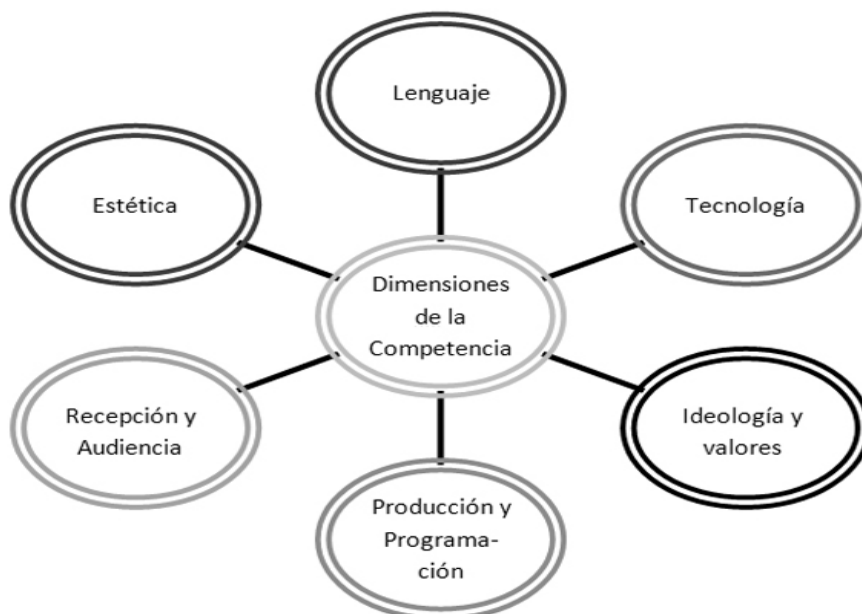 Lenguaje
Estética
Tecnología
Dimensiones
de la
Competencia
Recepción y
Audiencia
Ideología y
valores
Producción y
Programa-
ción